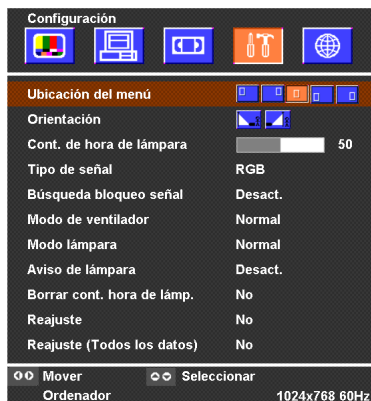 Configuración
Ubicación del menú
Orientación
Cont. de hora de lámpara 50
Tipo de señal RGB
Búsqueda bloqueo señal Desact.
Modo de ventilador Normal
Modo lámpara Normal
Aviso de lámpara Desact.
Borrar cont. hora de lámp. No
Reajuste No
Reajuste (Todos los datos) No
Mover Seleccionar
Ordenador 1024x768 60Hz